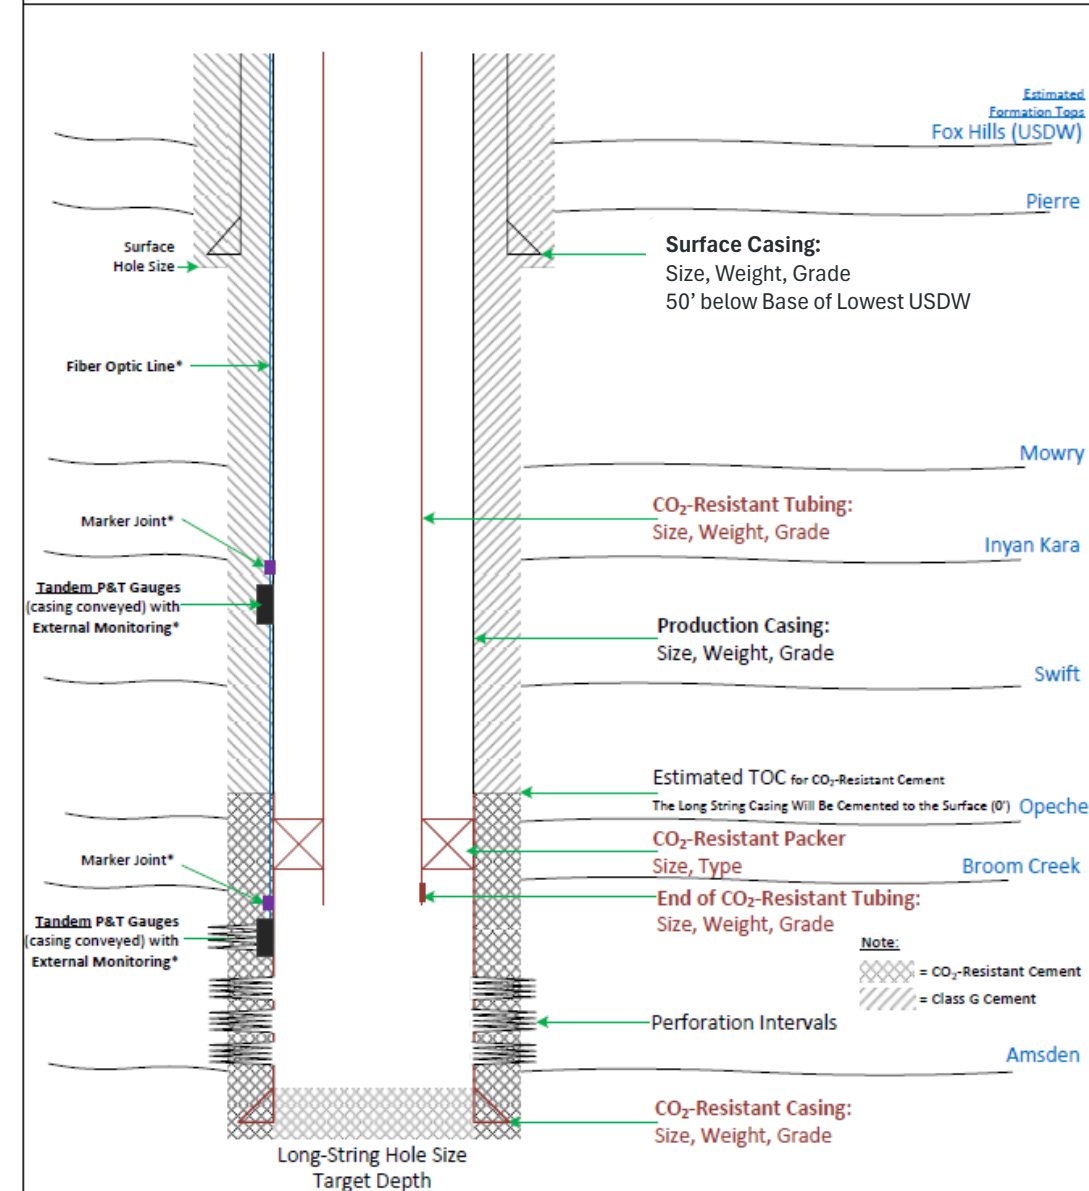 Estimated
Formation Tops
Fox Hills (USDW)
Pierre
Surface
Hole Size
Surface Casing:
Size, Weight, Grade
50’ below Base of Lowest USDW
Fiber Optic Line*
Mowry
CO₂-Resistant Tubing:
Size, Weight, Grade
Marker Joint*
Inyan Kara
Tandem P&T Gauges
(casing conveyed) with
External Monitoring*
Production Casing:
Size, Weight, Grade
Swift
Estimated TOC for CO₂-Resistant Cement
The Long String Casing Will Be Cemented to the Surface (0')
Opeche
CO₂-Resistant Packer
Size, Type
Marker Joint*
Broom Creek
End of CO₂-Resistant Tubing:
Size, Weight, Grade
Tandem P&T Gauges
(casing conveyed) with
External Monitoring*
Note:
= CO₂-Resistant Cement
= Class G Cement
Perforation Intervals
Amsden
CO₂-Resistant Casing:
Size, Weight, Grade
Long-String Hole Size
Target Depth